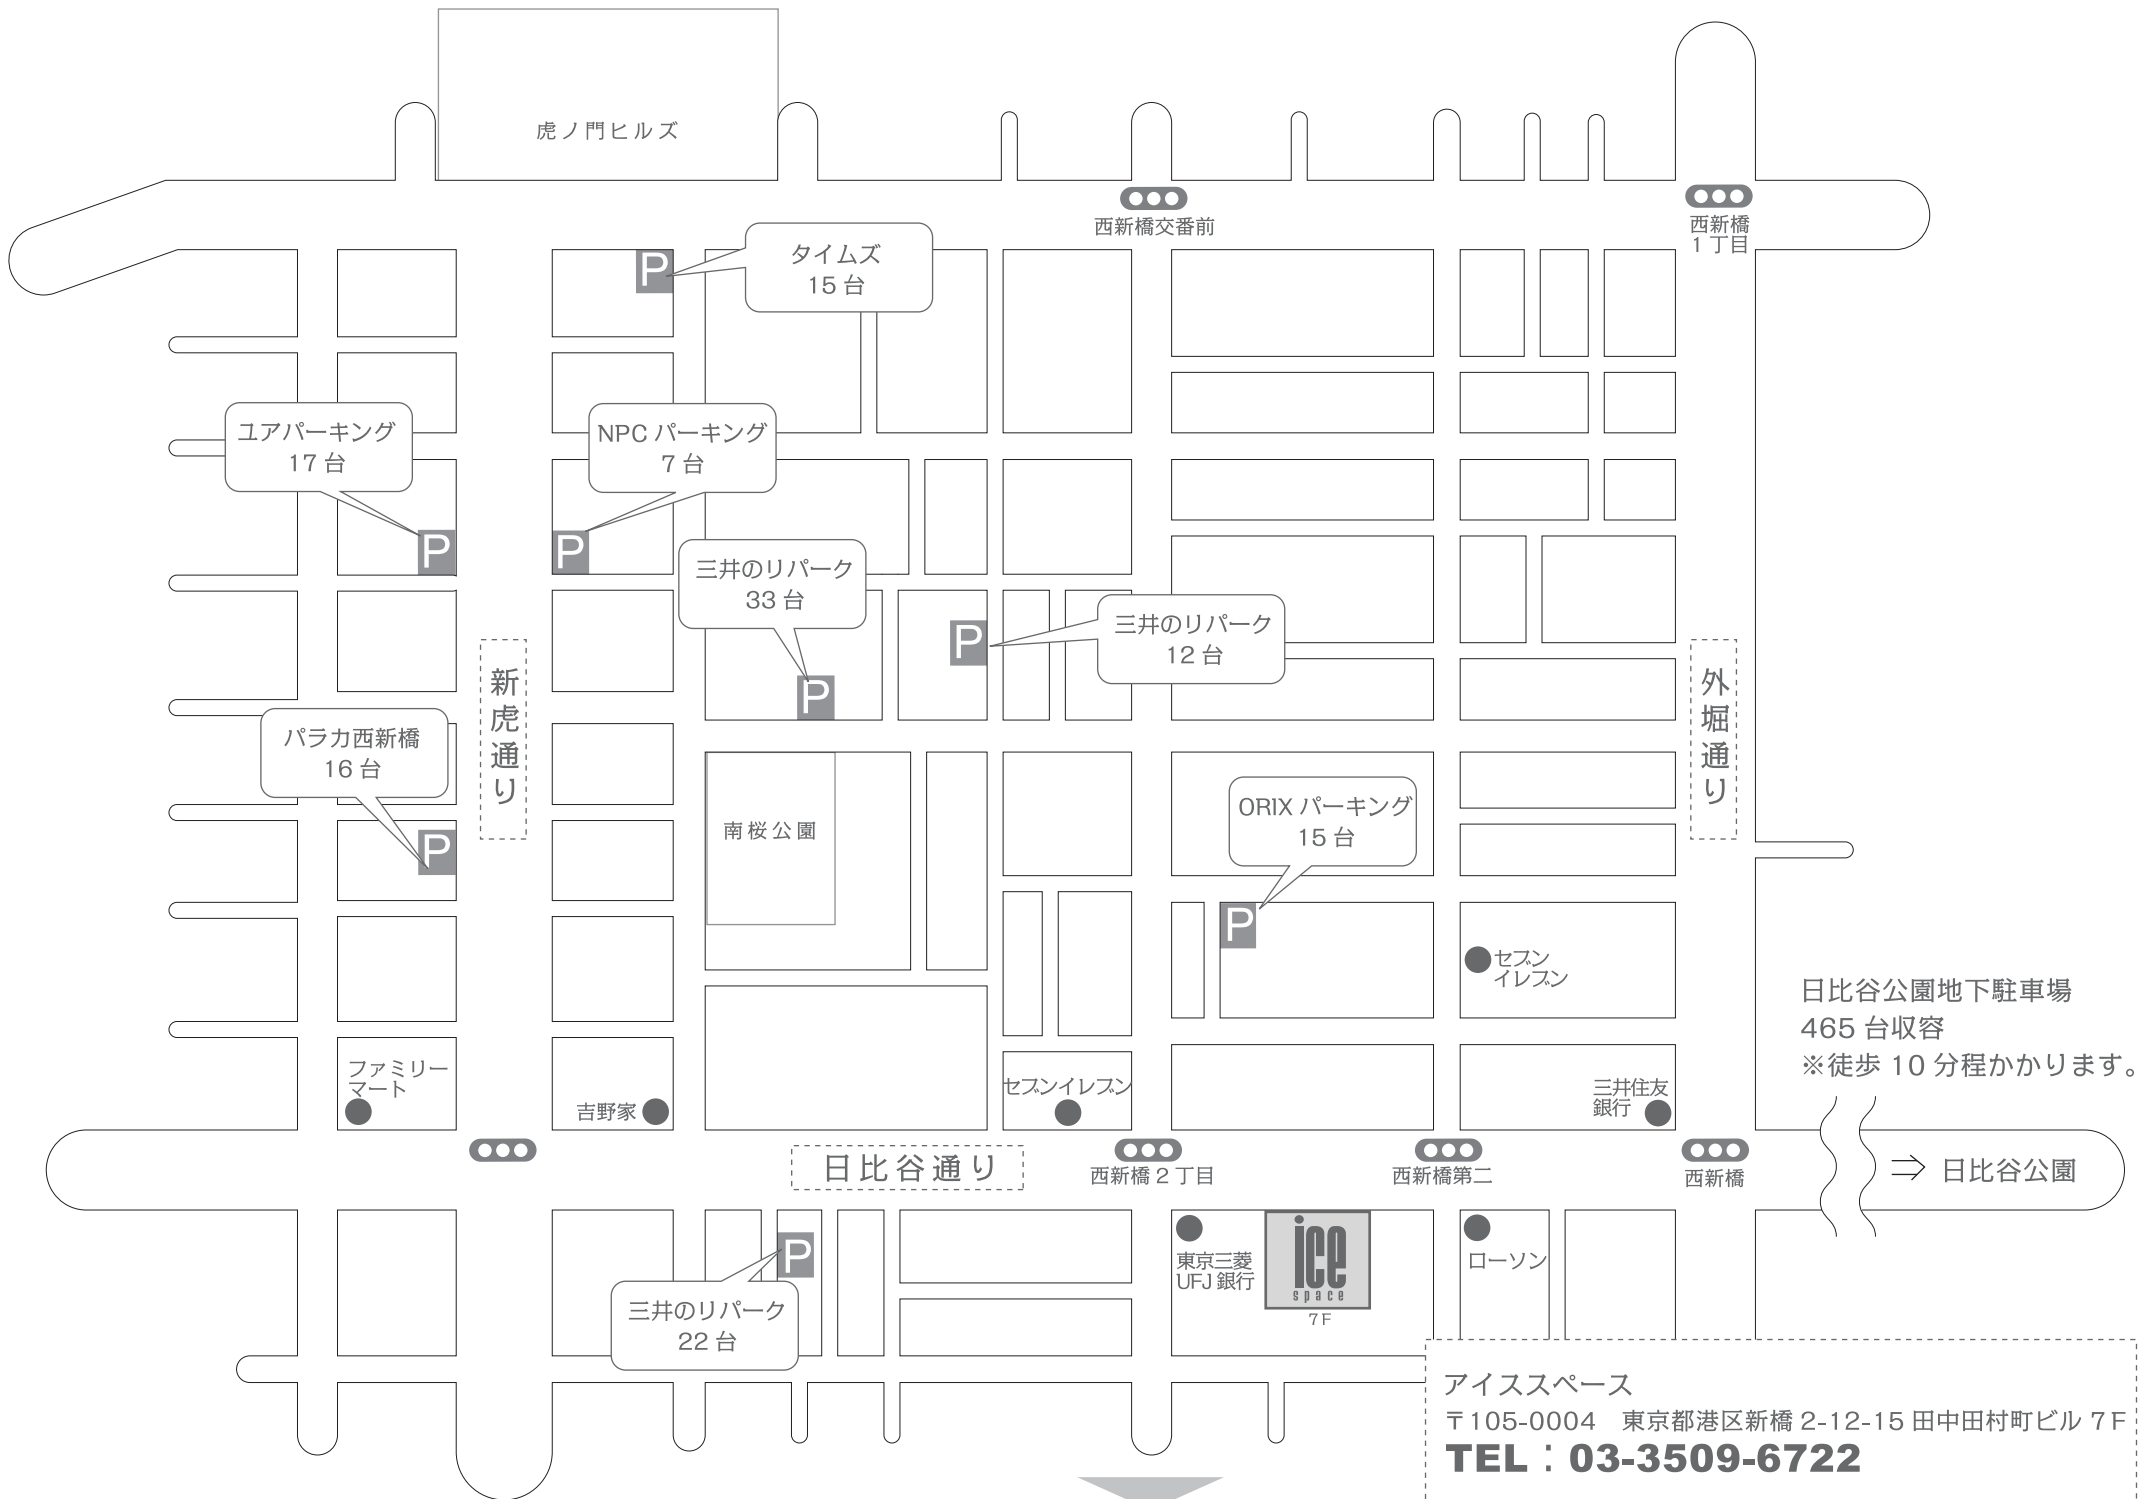 虎ノ門ヒルズ
西新橋交番前
西新橋
1丁目
P
タイムズ
15台
ユアパーキング
17台
NPCパーキング
7台
P
P
三井のリパーク
33台
P
三井のリパーク
12台
P
新虎通り
外堀通り
パラカ西新橋
16台
P
南桜公園
ORIXパーキング
15台
P
セブン
イレブン
日比谷公園地下駐車場
465台収容
※徒歩10分程かかります。
ファミリー
マート
吉野家
セブンイレブン
三井住友
銀行
日比谷通り
西新橋2丁目
西新橋第二
西新橋
⇒ 日比谷公園
P
三井のリパーク
22台
東京三菱
UFJ銀行
ice
space
7F
ローソン
アイススペース
〒105-0004 東京都港区新橋2-12-15田中田村町ビル7F
TEL：03-3509-6722